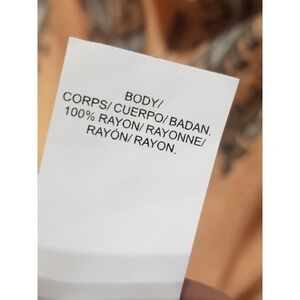 BODY/
CORPS/ CUERPO/ BADAN.
100% RAYON/ RAYONNE/
RAYÓN/ RAYON.